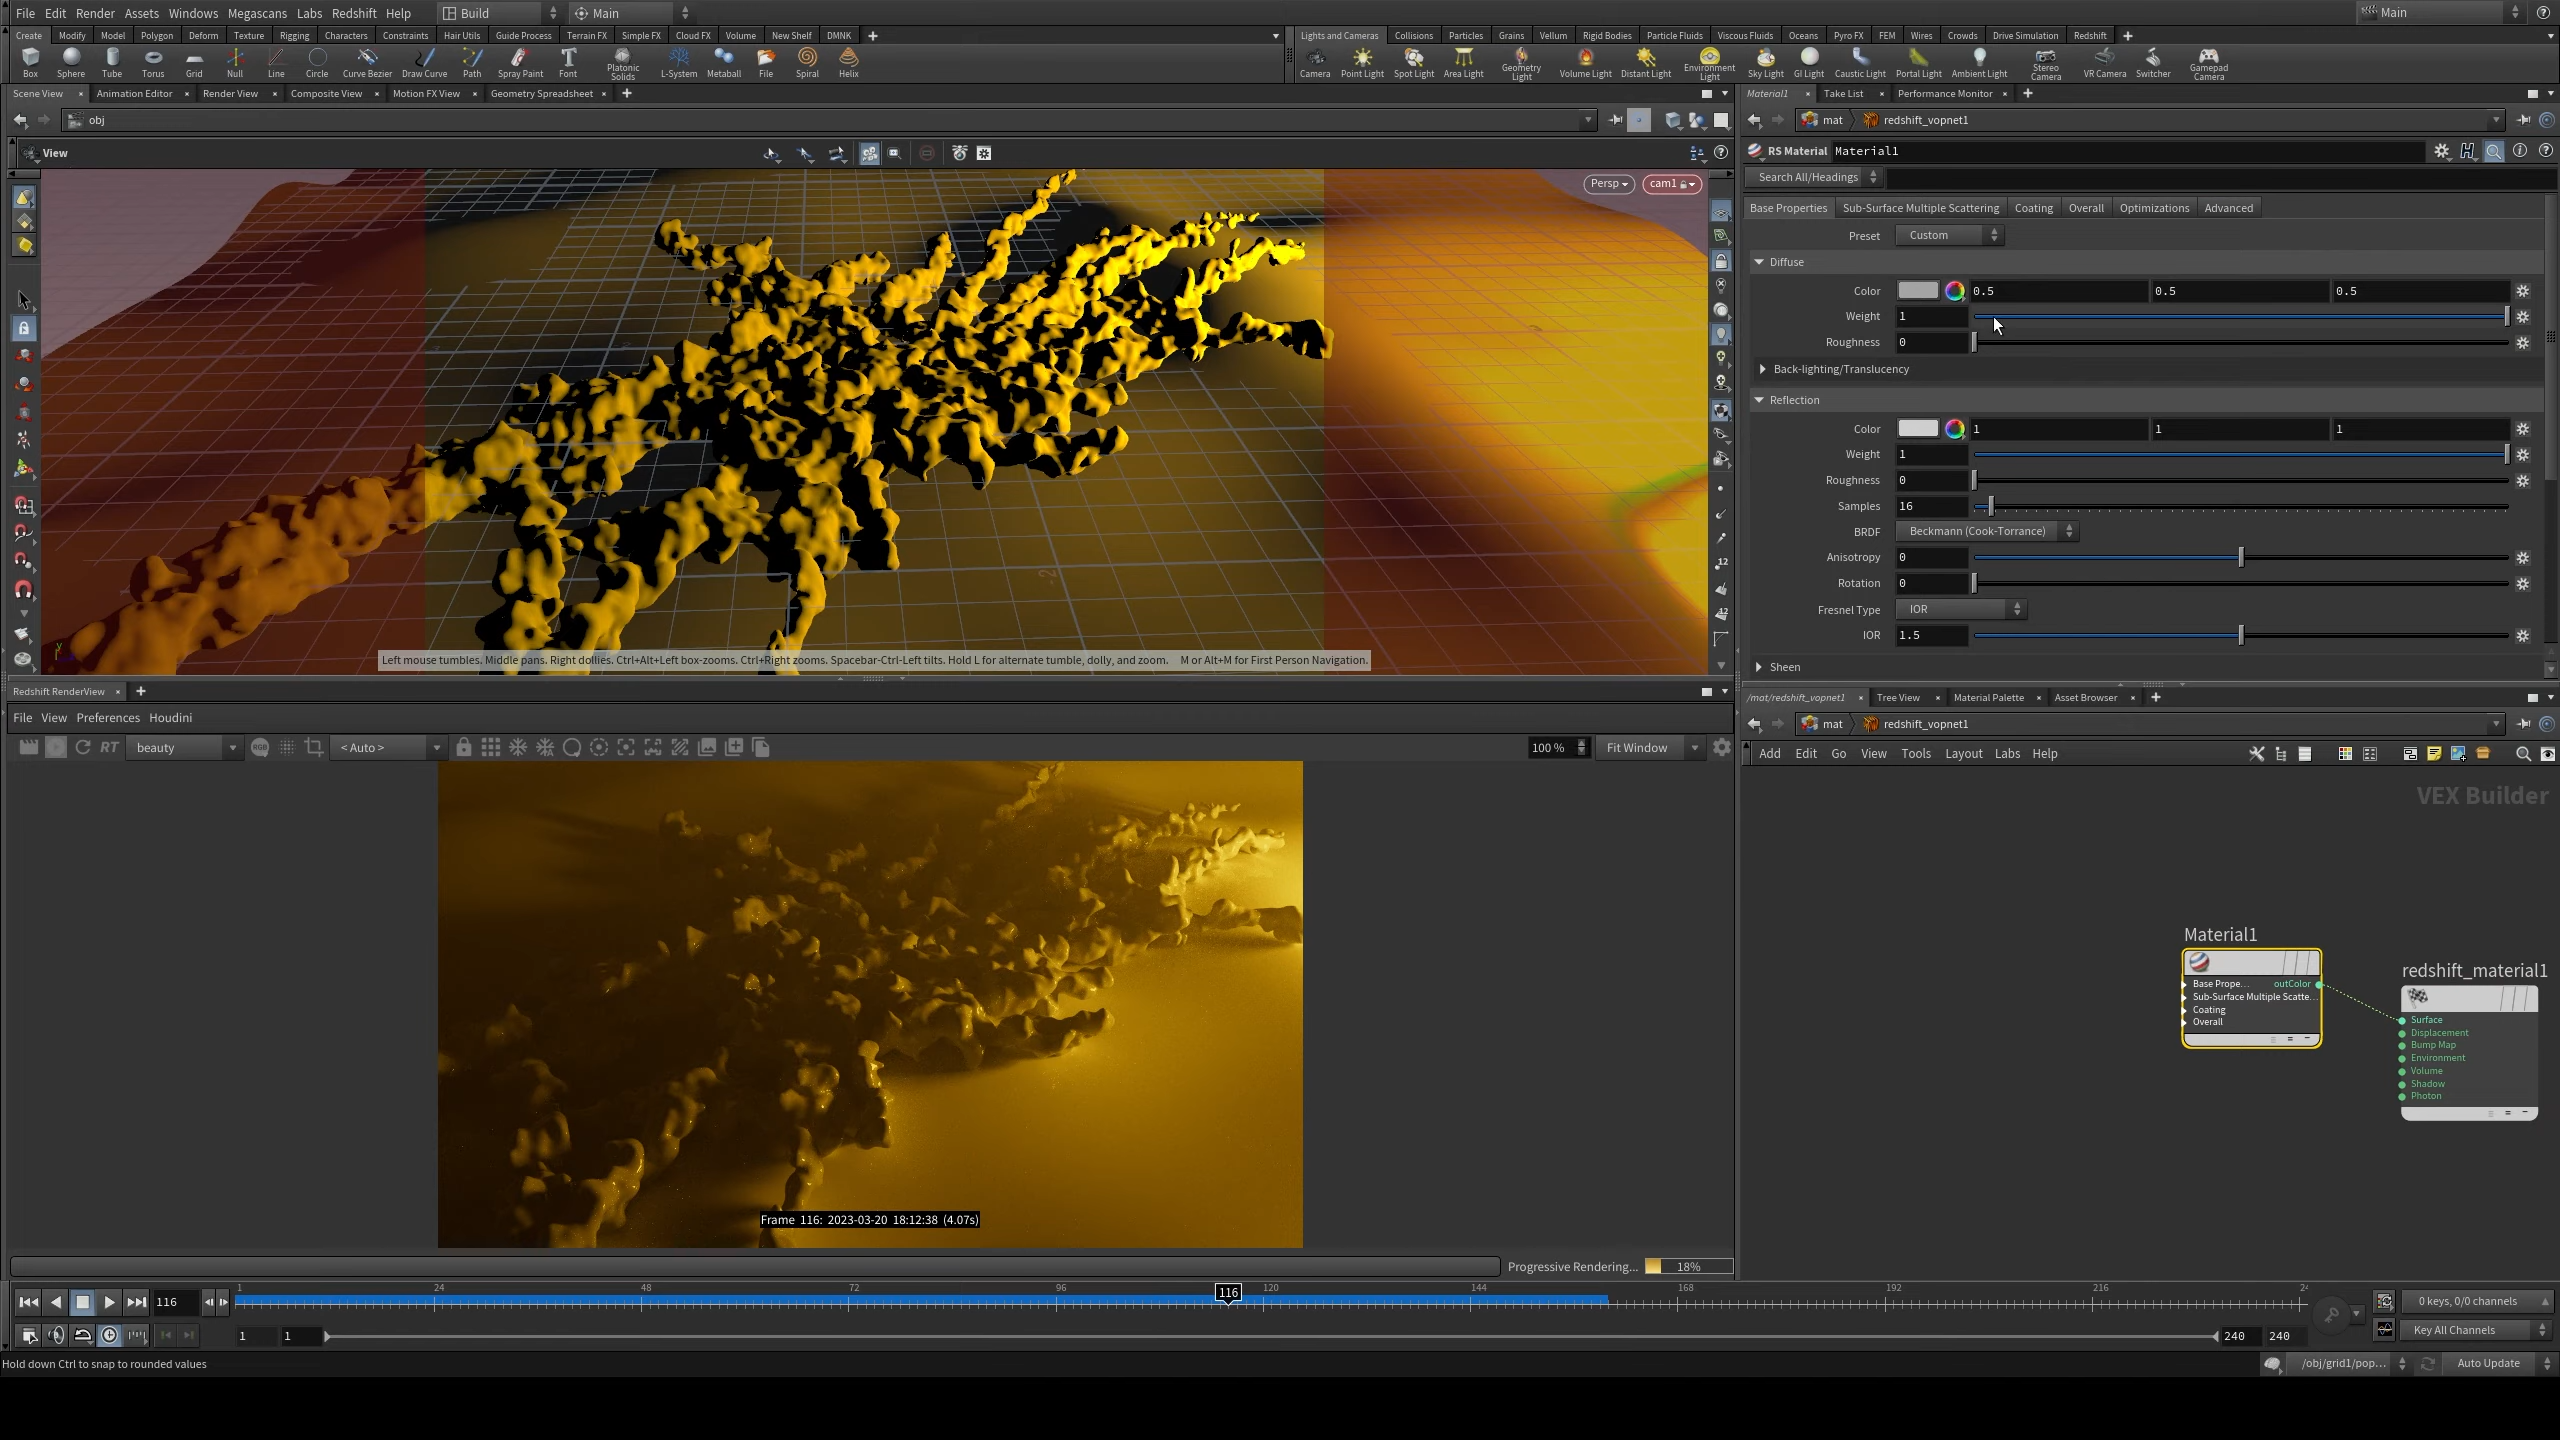 File Edit Render Assets Windows Megascans Labs Redshift Help Build Main Main
Create Modify Model Polygon Deform Texture Rigging Characters Constraints Hair Utils Guide Process Terrain FX Simple FX Cloud FX Volume New Shelf DMNK
Lights and Cameras Collisions Particles Grains Vellum Rigid Bodies Particle Fluids Viscous Fluids Oceans Pyro FX FEM Wires Crowds Drive Simulation Redshift
Box Sphere Tube Torus Grid Null Line Circle Curve Bezier Draw Curve Path Spray Paint Font Platonic Solids L-System Metaball File Spiral Helix
Camera Point Light Spot Light Area Light Geometry Light Volume Light Distant Light Environment Light Sky Light GI Light Caustic Light Portal Light Ambient Light Stereo Camera VR Camera Switcher Gamepad Camera
Scene View Animation Editor Render View Composite View Motion FX View Geometry Spreadsheet
obj
View
Persp cam1
Left mouse tumbles. Middle pans. Right dollies. Ctrl+Alt+Left box-zooms. Ctrl+Right zooms. Spacebar-Ctrl-Left tilts. Hold L for alternate tumble, dolly, and zoom. M or Alt+M for First Person Navigation.
Material1 Take List Performance Monitor
mat redshift_vopnet1
RS Material Material1
Search All/Headings
Base Properties Sub-Surface Multiple Scattering Coating Overall Optimizations Advanced
Preset Custom
Diffuse
Color 0.5 0.5 0.5
Weight 1
Roughness 0
Back-lighting/Translucency
Reflection
Color 1 1 1
Weight 1
Roughness 0
Samples 16
BRDF Beckmann (Cook-Torrance)
Anisotropy 0
Rotation 0
Fresnel Type IOR
IOR 1.5
Sheen
Redshift RenderView
File View Preferences Houdini
RT beauty RGB < Auto > 100 % Fit Window
Frame 116: 2023-03-20 18:12:38 (4.07s)
Progressive Rendering... 18%
/mat/redshift_vopnet1 Tree View Material Palette Asset Browser
mat redshift_vopnet1
Add Edit Go View Tools Layout Labs Help
VEX Builder
Material1
Base Prope... outColor
Sub-Surface Multiple Scatte...
Coating
Overall
redshift_material1
Surface
Displacement
Bump Map
Environment
Volume
Shadow
Photon
116
1 24 48 72 96 116 120 144 168 192 216 24
0 keys, 0/0 channels
1 1 240 240
Key All Channels
Hold down Ctrl to snap to rounded values
/obj/grid1/pop... Auto Update